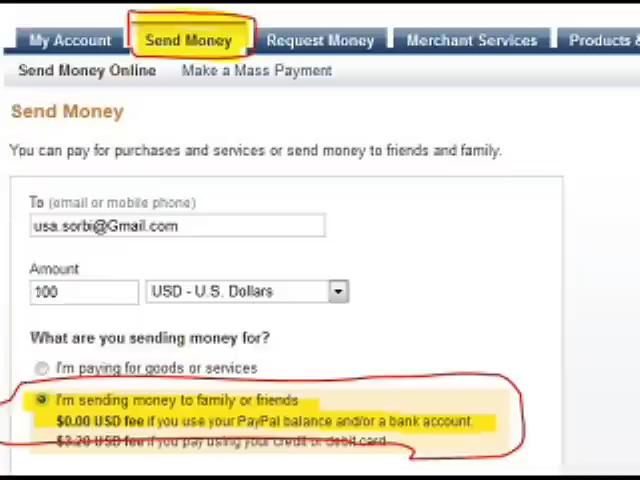 My Account Send Money Request Money Merchant Services Products &
Send Money Online Make a Mass Payment
Send Money
You can pay for purchases and services or send money to friends and family.
To (email or mobile phone)
usa.sorbi@Gmail.com
Amount
100 USD - U.S. Dollars
What are you sending money for?
I'm paying for goods or services
I'm sending money to family or friends
$0.00 USD fee if you use your PayPal balance and/or a bank account.
$3.20 USD fee if you pay using your credit or debit card.